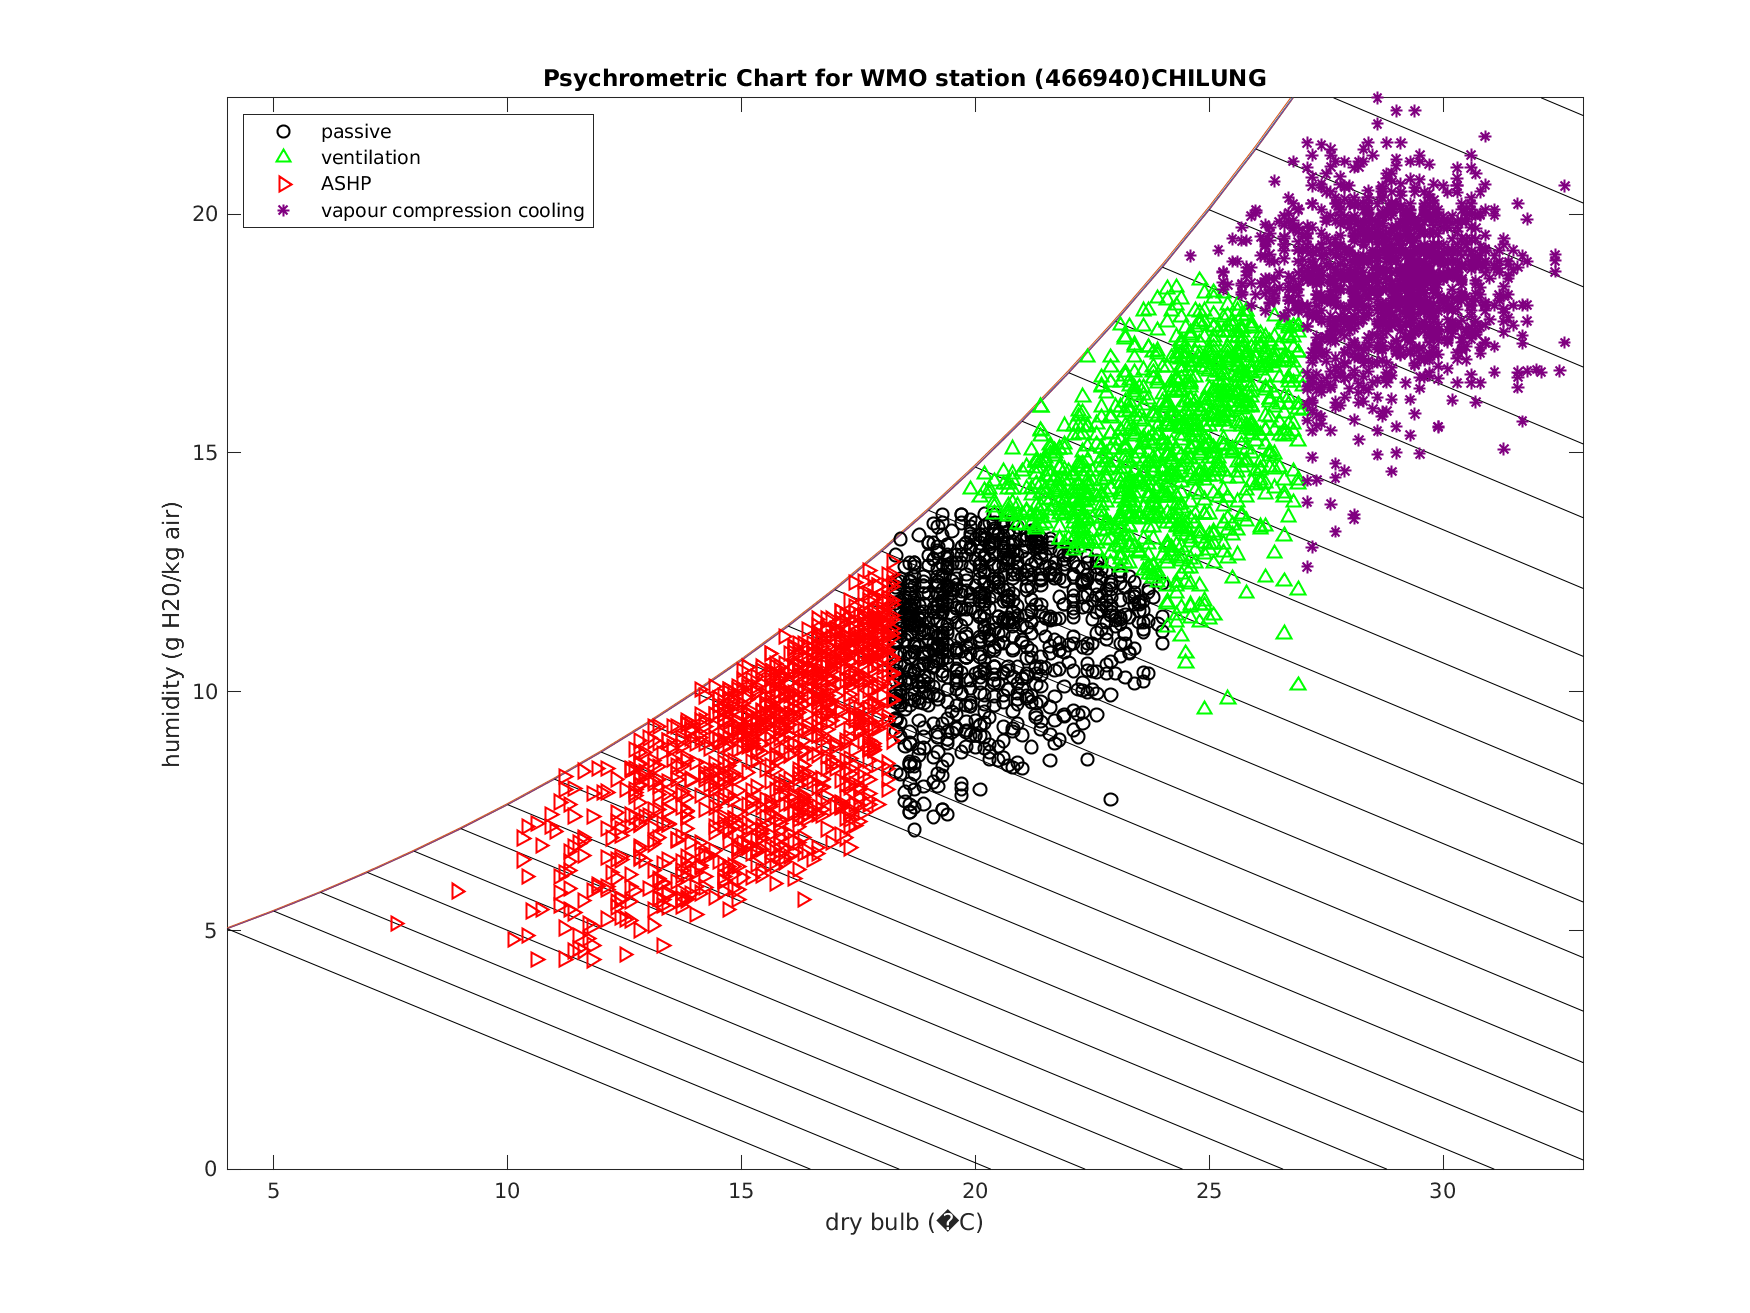 Psychrometric Chart for WMO station (466940)CHILUNG
passive
ventilation
ASHP
vapour compression cooling
humidity (g H20/kg air)
20
15
10
5
0
5 10 15 20 25 30
dry bulb (�C)